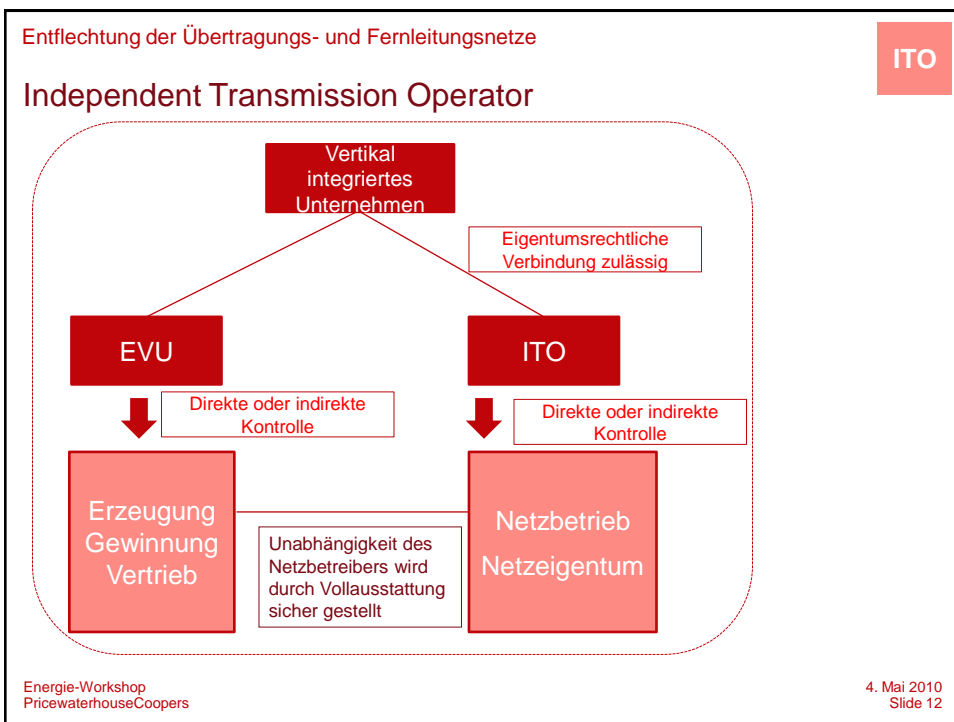 Entflechtung der Übertragungs- und Fernleitungsnetze
ITO
Independent Transmission Operator
Vertikal
integriertes
Unternehmen
Eigentumsrechtliche
Verbindung zulässig
EVU
ITO
Direkte oder indirekte
Kontrolle
Direkte oder indirekte
Kontrolle
Erzeugung
Gewinnung
Vertrieb
Unabhängigkeit des
Netzbetreibers wird
durch Vollausstattung
sicher gestellt
Netzbetrieb
Netzeigentum
Energie-Workshop
PricewaterhouseCoopers
4. Mai 2010
Slide 12